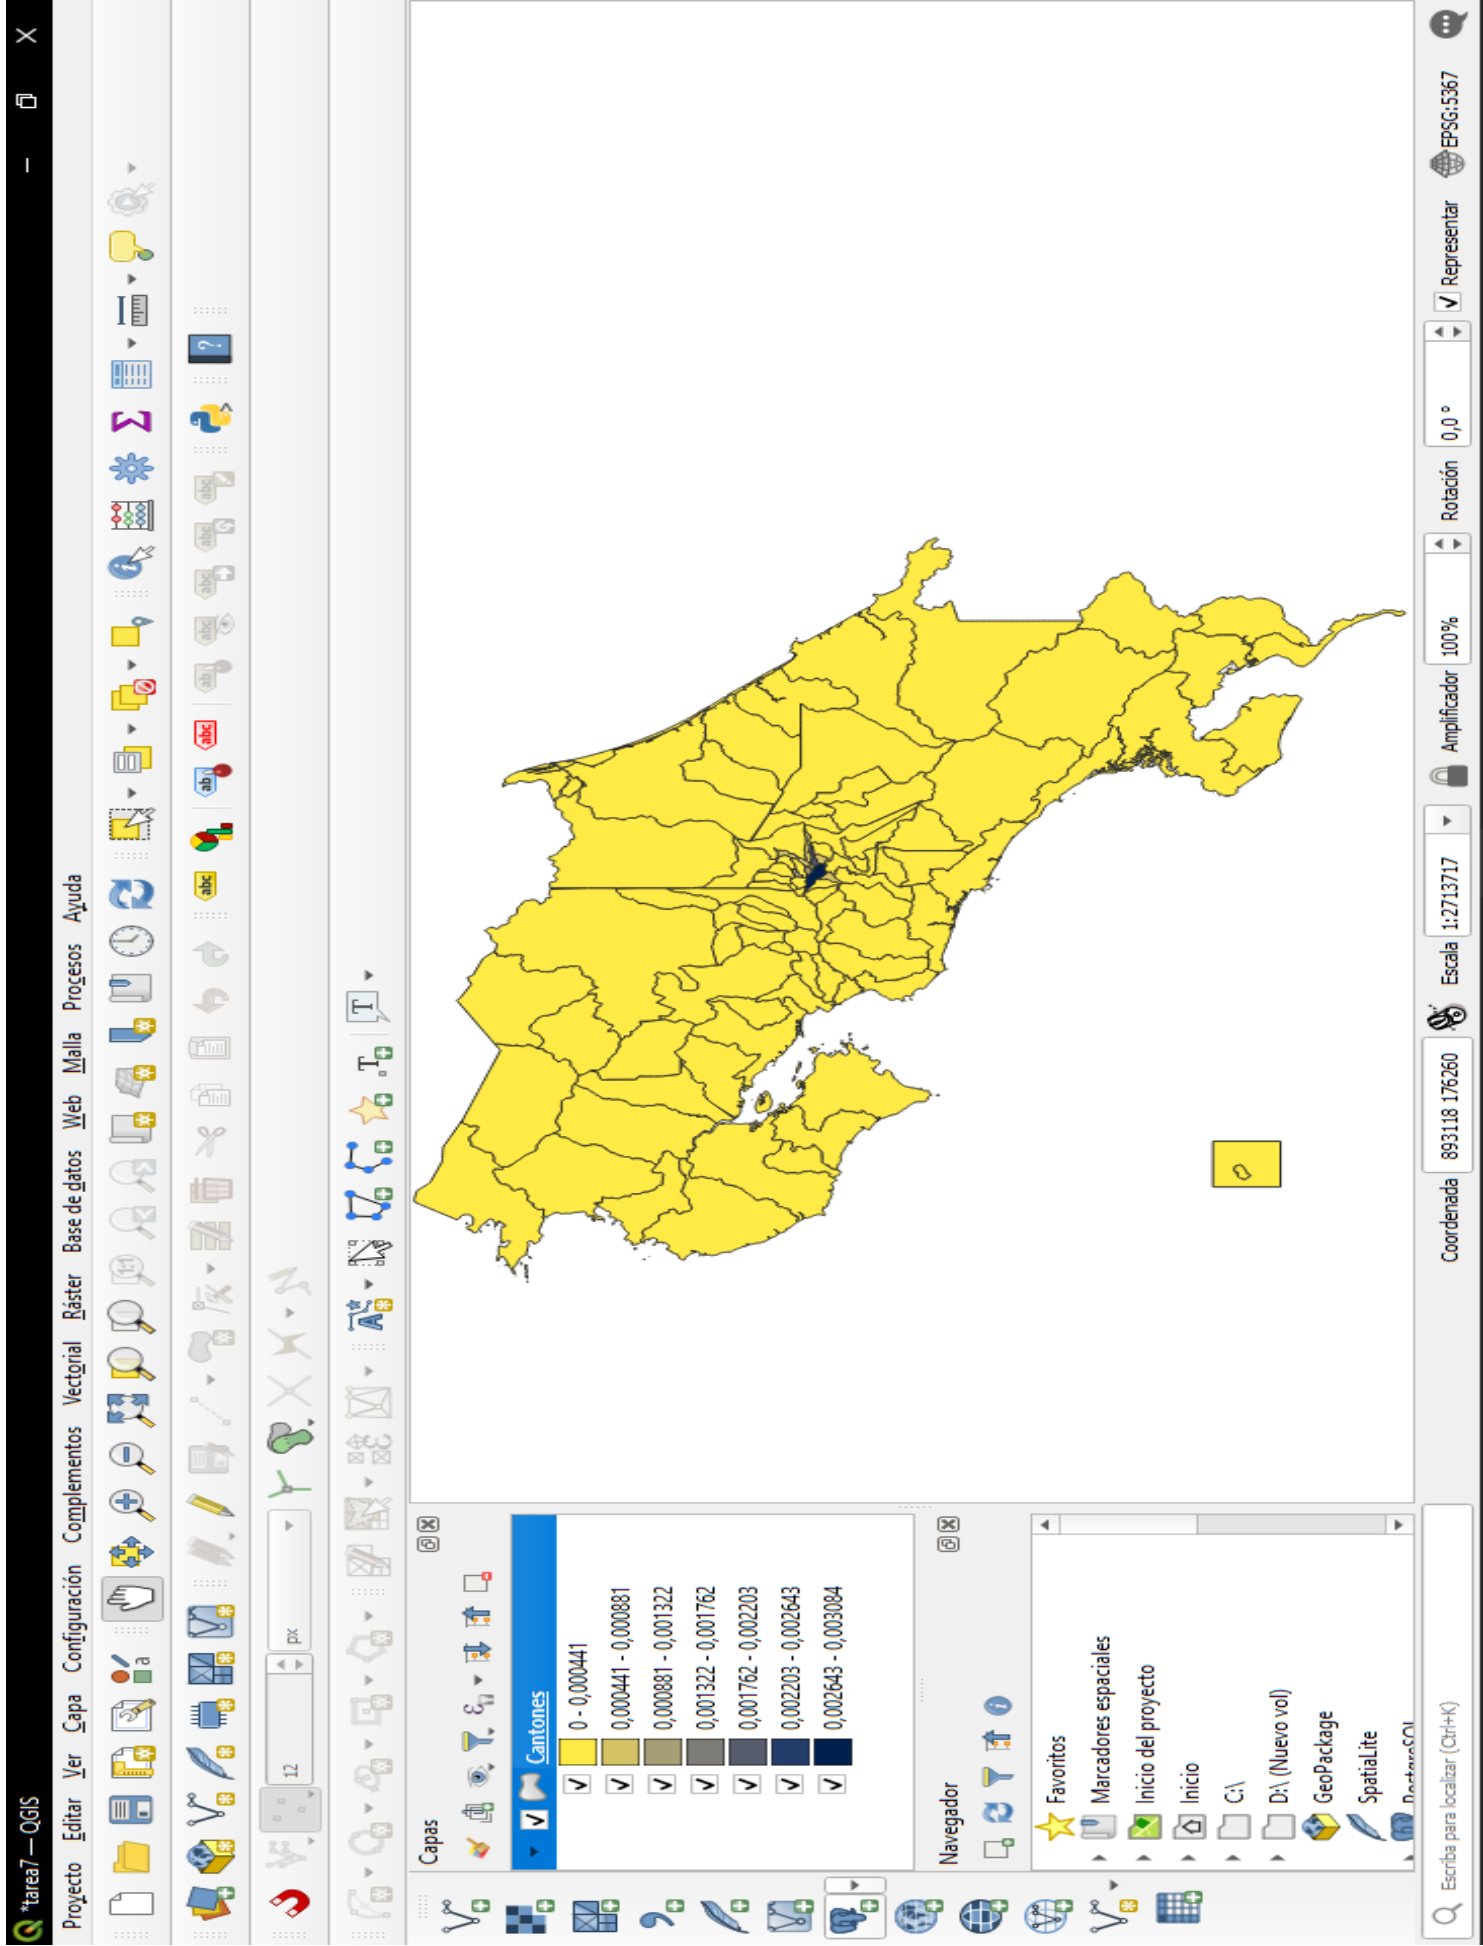 *tarea7 — QGIS
Proyecto Editar Ver Capa Configuración Complementos Vectorial Ráster Base de datos Web Malla Procesos Ayuda
12 px
Capas
Cantones
0 - 0,000441
0,000441 - 0,000881
0,000881 - 0,001322
0,001322 - 0,001762
0,001762 - 0,002203
0,002203 - 0,002643
0,002643 - 0,003084
Navegador
Favoritos
Marcadores espaciales
Inicio del proyecto
Inicio
C:\
D:\ (Nuevo vol)
GeoPackage
SpatiaLite
Escriba para localizar (Ctrl+K)
Coordenada 893118 176260 Escala 1:2713717 Amplificador 100% Rotación 0,0 ° Representar EPSG:5367